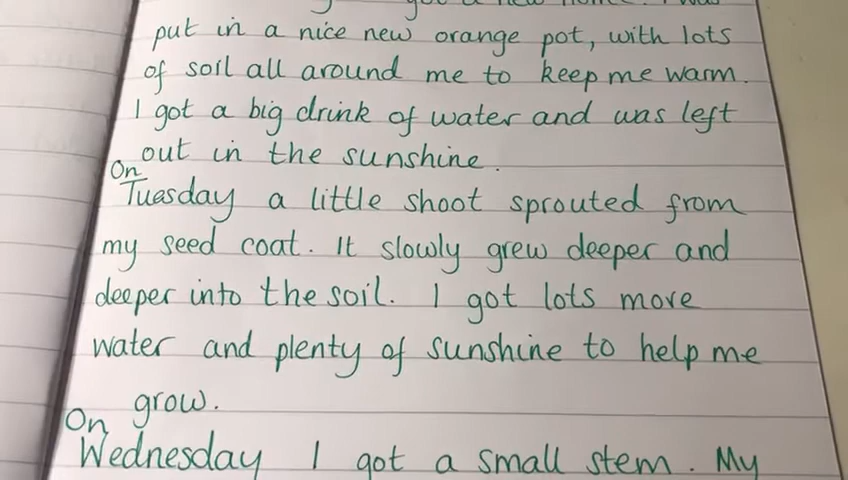 put in a nice new orange pot, with lots
of soil all around me to keep me warm.
I got a big drink of water and was left
out in the sunshine.
On
Tuesday a little shoot sprouted from
my seed coat. It slowly grew deeper and
deeper into the soil. I got lots more
water and plenty of sunshine to help me
grow.
On
Wednesday I got a small stem. My